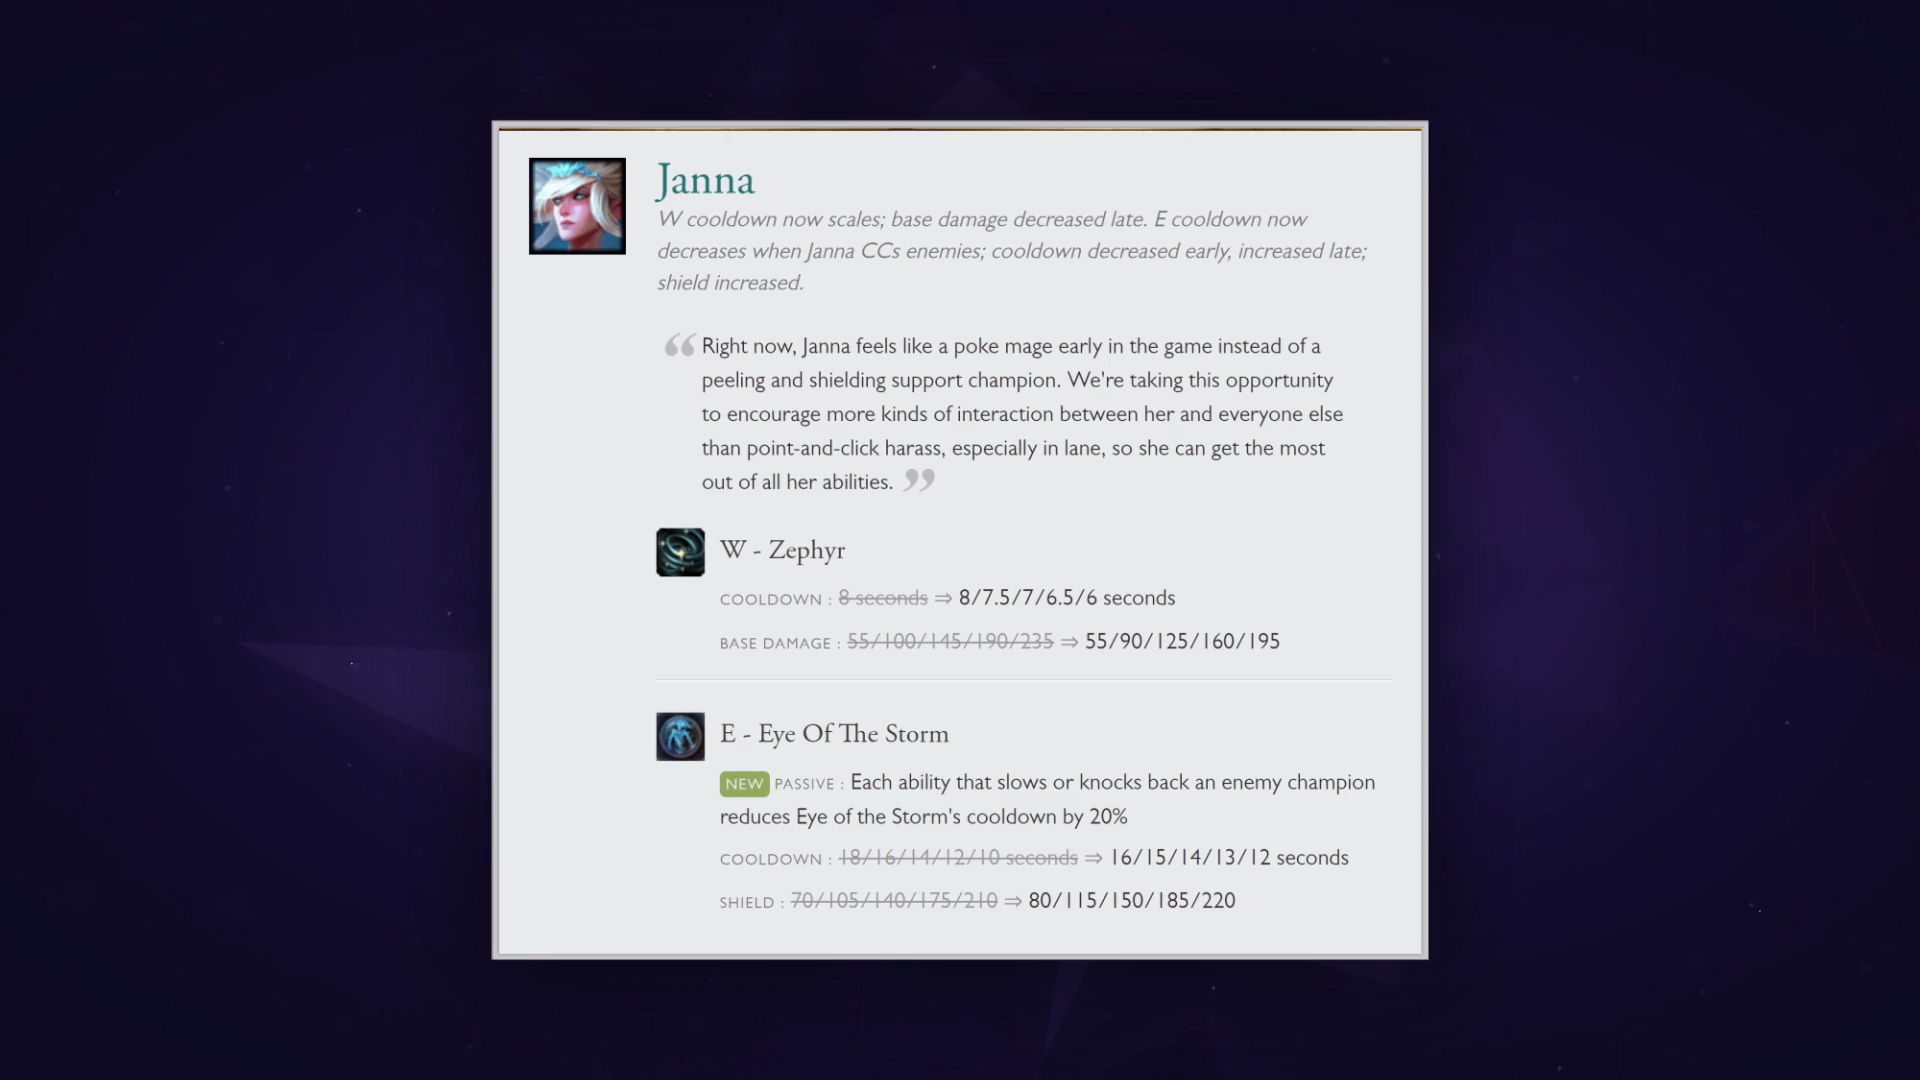 Janna
W cooldown now scales; base damage decreased late. E cooldown now
decreases when Janna CCs enemies; cooldown decreased early, increased late;
shield increased.
“ Right now, Janna feels like a poke mage early in the game instead of a
peeling and shielding support champion. We're taking this opportunity
to encourage more kinds of interaction between her and everyone else
than point-and-click harass, especially in lane, so she can get the most
out of all her abilities. ”
W - Zephyr
COOLDOWN : 8 seconds ⇒ 8/7.5/7/6.5/6 seconds
BASE DAMAGE : 55/100/145/190/235 ⇒ 55/90/125/160/195
E - Eye Of The Storm
NEW PASSIVE : Each ability that slows or knocks back an enemy champion
reduces Eye of the Storm's cooldown by 20%
COOLDOWN : 18/16/14/12/10 seconds ⇒ 16/15/14/13/12 seconds
SHIELD : 70/105/140/175/210 ⇒ 80/115/150/185/220